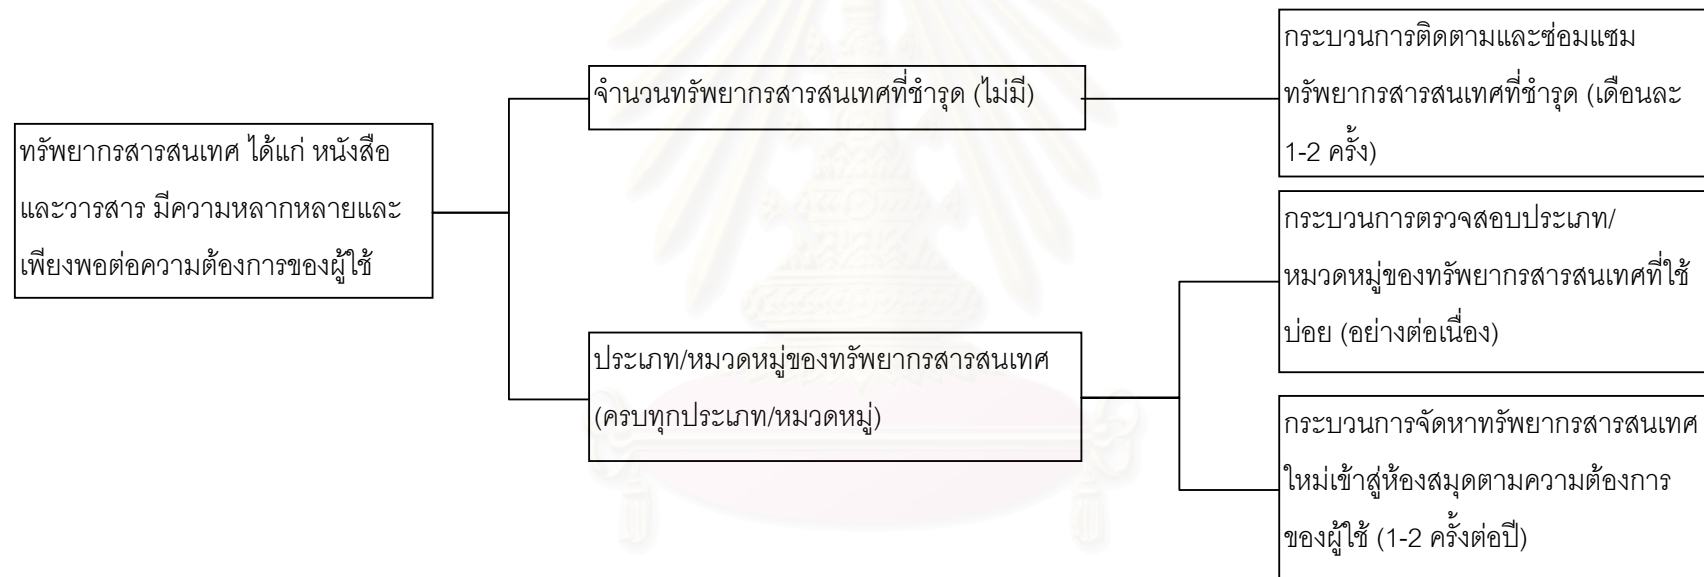 ทรัพยากรสารสนเทศ ได้แก่ หนังสือ
และวารสาร มีความหลากหลายและ
เพียงพอต่อความต้องการของผู้ใช้
จำนวนทรัพยากรสารสนเทศที่ชำรุด (ไม่มี)
ประเภท/หมวดหมู่ของทรัพยากรสารสนเทศ
(ครบทุกประเภท/หมวดหมู่)
กระบวนการติดตามและซ่อมแซม
ทรัพยากรสารสนเทศที่ชำรุด (เดือนละ
1-2 ครั้ง)
กระบวนการตรวจสอบประเภท/
หมวดหมู่ของทรัพยากรสารสนเทศที่ใช้
บ่อย (อย่างต่อเนื่อง)
กระบวนการจัดหาทรัพยากรสารสนเทศ
ใหม่เข้าสู่ห้องสมุดตามความต้องการ
ของผู้ใช้ (1-2 ครั้งต่อปี)